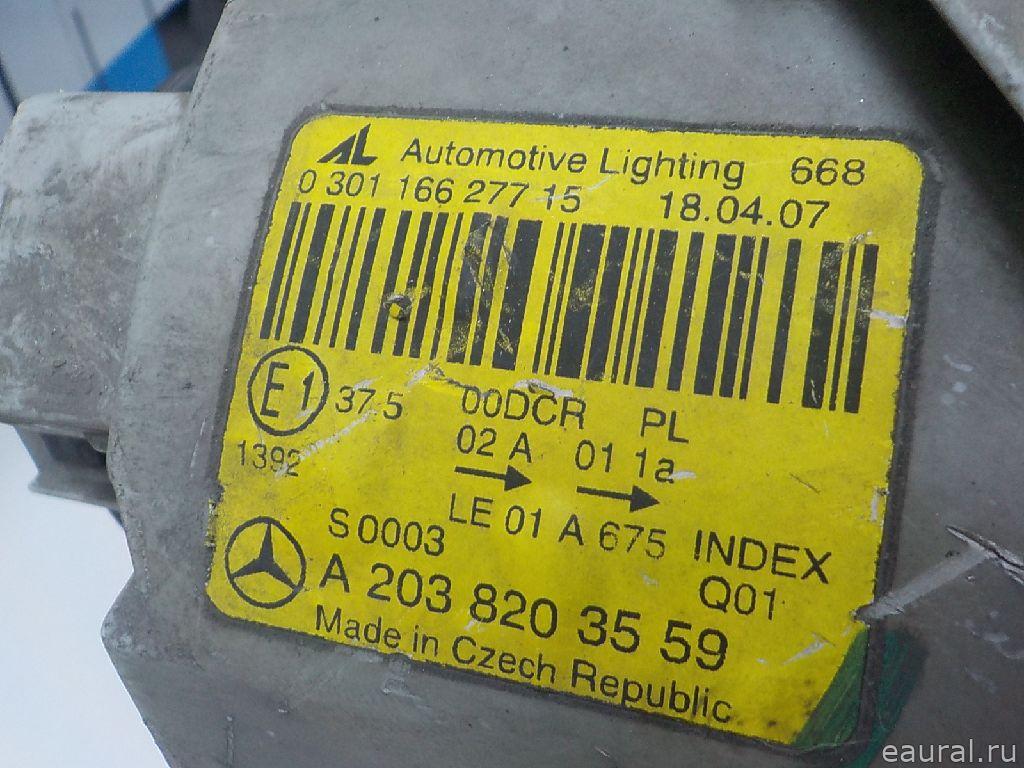 AL Automotive Lighting 668
0 301 166 277 15 18.04.07
E1 37.5 00DCR PL
1392 02 A 01 1a
LE 01 A 675 INDEX
S 0003 Q01
A 203 820 35 59
Made in Czech Republic
eaural.ru